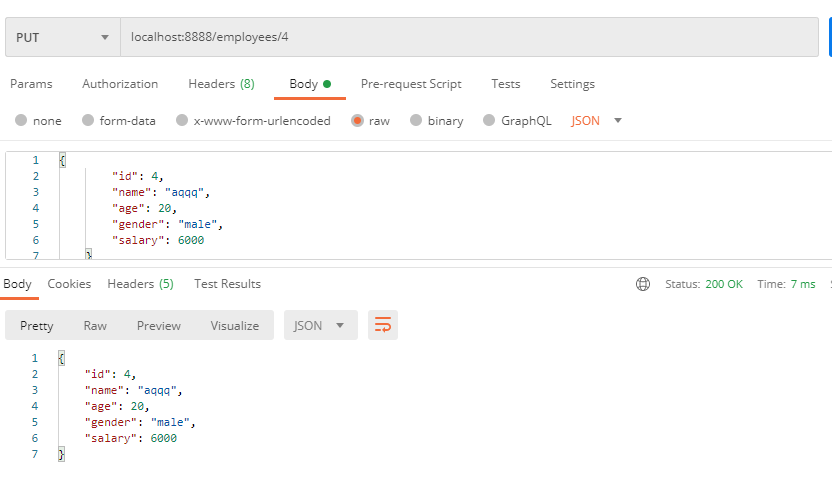 PUT localhost:8888/employees/4
Params Authorization Headers (8) Body Pre-request Script Tests Settings
none form-data x-www-form-urlencoded raw binary GraphQL JSON
1 {
2 "id": 4,
3 "name": "aqqq",
4 "age": 20,
5 "gender": "male",
6 "salary": 6000
7 }
Body Cookies Headers (5) Test Results Status: 200 OK Time: 7 ms
Pretty Raw Preview Visualize JSON
1 {
2 "id": 4,
3 "name": "aqqq",
4 "age": 20,
5 "gender": "male",
6 "salary": 6000
7 }